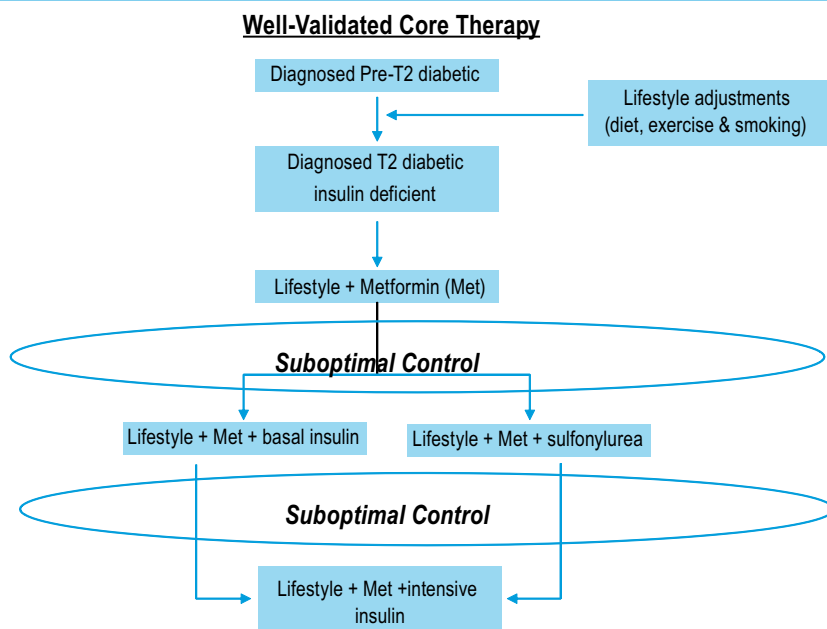 Well-Validated Core Therapy
Diagnosed Pre-T2 diabetic
Lifestyle adjustments
(diet, exercise & smoking)
Diagnosed T2 diabetic
insulin deficient
Lifestyle + Metformin (Met)
Suboptimal Control
Lifestyle + Met + basal insulin
Lifestyle + Met + sulfonylurea
Suboptimal Control
Lifestyle + Met +intensive
insulin